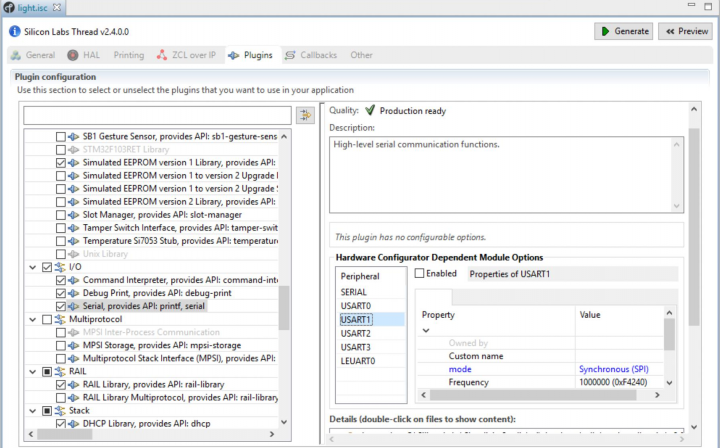 light.isc
Silicon Labs Thread v2.4.0.0
Generate
Preview
General
HAL
Printing
ZCL over IP
Plugins
Callbacks
Other
Plugin configuration
Use this section to select or unselect the plugins that you want to use in your application
SB1 Gesture Sensor, provides API: sb1-gesture-sens
STM32F103RET Library
Simulated EEPROM version 1 Library, provides API:
Simulated EEPROM version 1 to version 2 Upgrade
Simulated EEPROM version 1 to version 2 Upgrade
Simulated EEPROM version 2 Library, provides API:
Slot Manager, provides API: slot-manager
Tamper Switch Interface, provides API: tamper-swit
Temperature Si7053 Stub, provides API: temperature
Unix Library
I/O
Command Interpreter, provides API: command-inte
Debug Print, provides API: debug-print
Serial, provides API: printf, serial
Multiprotocol
MPSI Inter-Process Communication
MPSI Storage, provides API: mpsi-storage
Multiprotocol Stack Interface (MPSI), provides API:
RAIL
RAIL Library, provides API: rail-library
RAIL Library Multiprotocol, provides API: rail-library
Stack
DHCP Library, provides API: dhcp
Quality: Production ready
Description:
High-level serial communication functions.
This plugin has no configurable options.
Hardware Configurator Dependent Module Options
Peripheral
SERIAL
USART0
USART1
USART2
USART3
LEUART0
Enabled
Properties of USART1
Property Value
Owned by
Custom name
mode Synchronous (SPI)
Frequency 1000000 (0xF4240)
Details (double-click on files to show content):